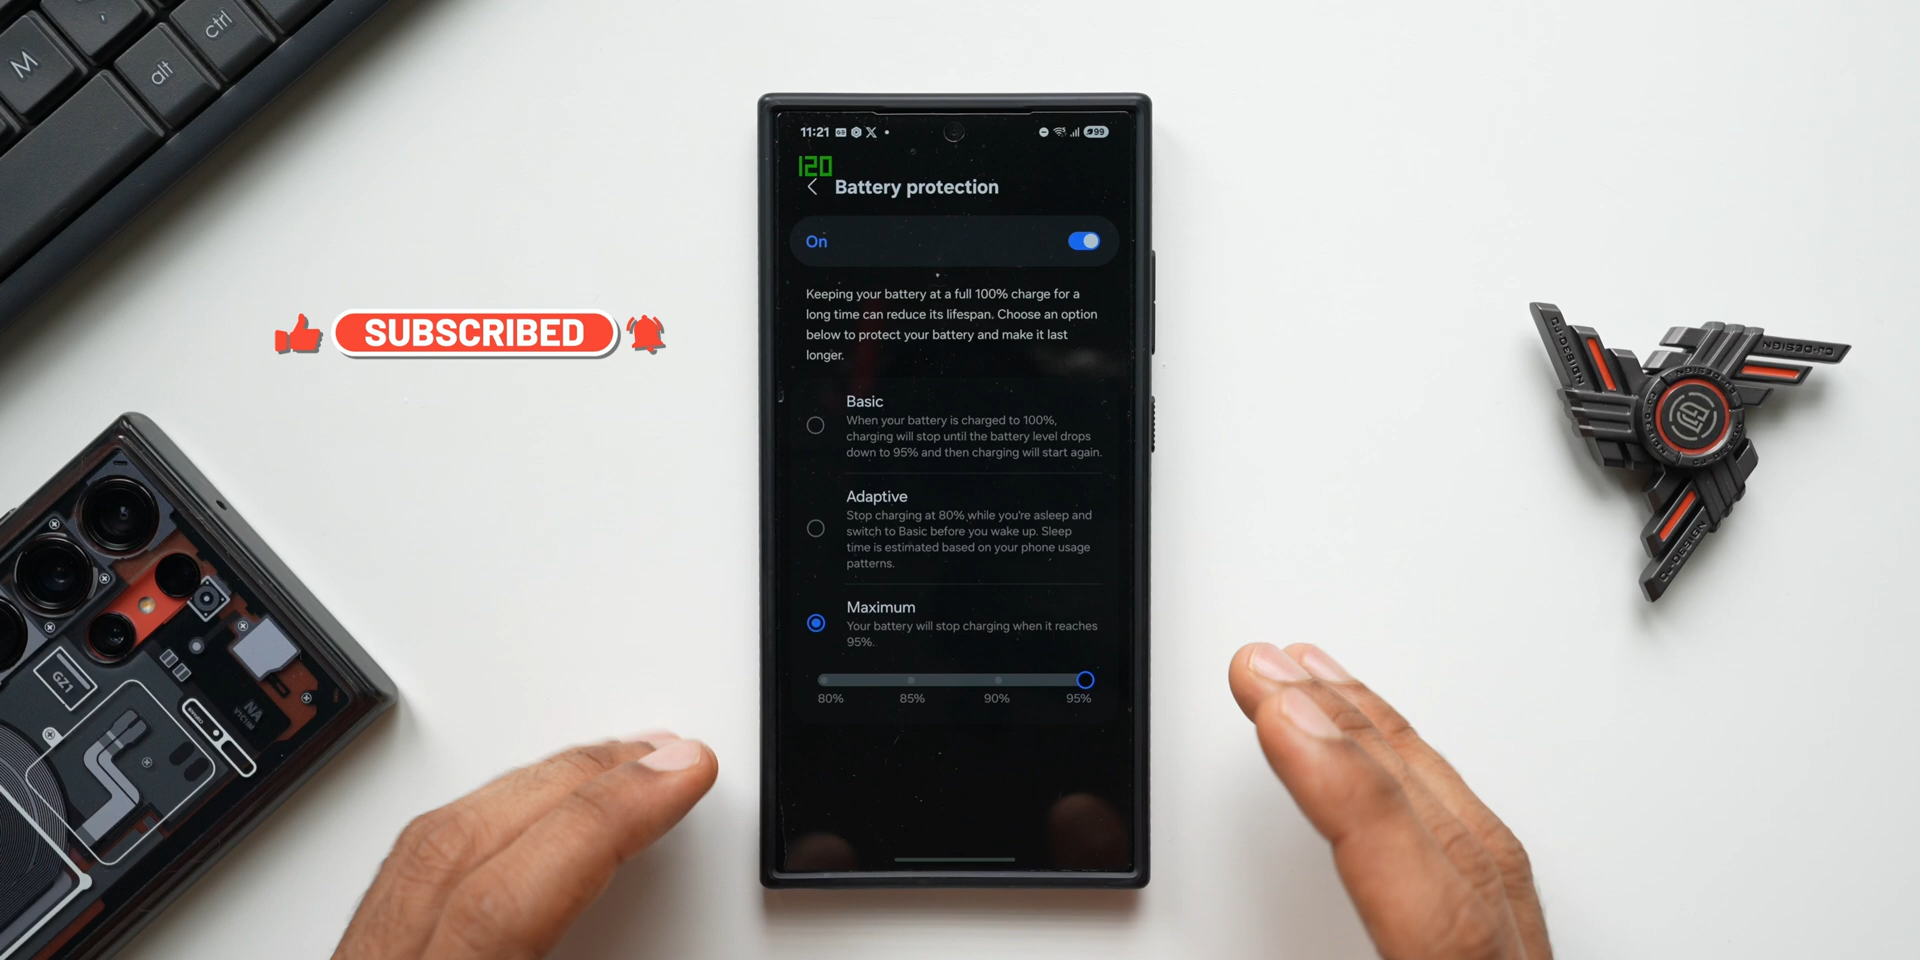 M
alt
ctrl
SUBSCRIBED
GZ1
11:21
99
120
Battery protection
On
Keeping your battery at a full 100% charge for a
long time can reduce its lifespan. Choose an option
below to protect your battery and make it last
longer.
Basic
When your battery is charged to 100%,
charging will stop until the battery level drops
down to 95% and then charging will start again.
Adaptive
Stop charging at 80% while you're asleep and
switch to Basic before you wake up. Sleep
time is estimated based on your phone usage
patterns.
Maximum
Your battery will stop charging when it reaches
95%.
80% 85% 90% 95%
CJ-DESIGN